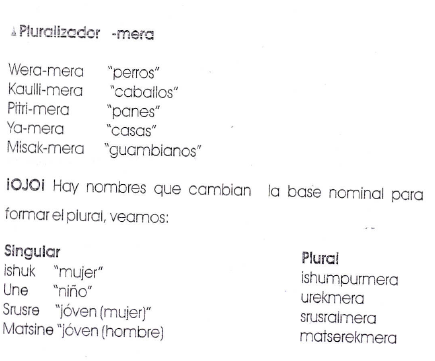 Pluralizador -mera
Wera-mera "perros"
Kauili-mera "caballos"
Pitri-mera "panes"
Ya-mera "casas"
Misak-mera "guambianos"
¡OJO! Hay nombres que cambian la base nominal para
formar el plural, veamos:
Singular Plural
Ishuk "mujer" ishumpurmera
Une "niño" urekmera
Srusre "jóven (mujer)" srusralmera
Matsine "jóven (hombre) matserekmera